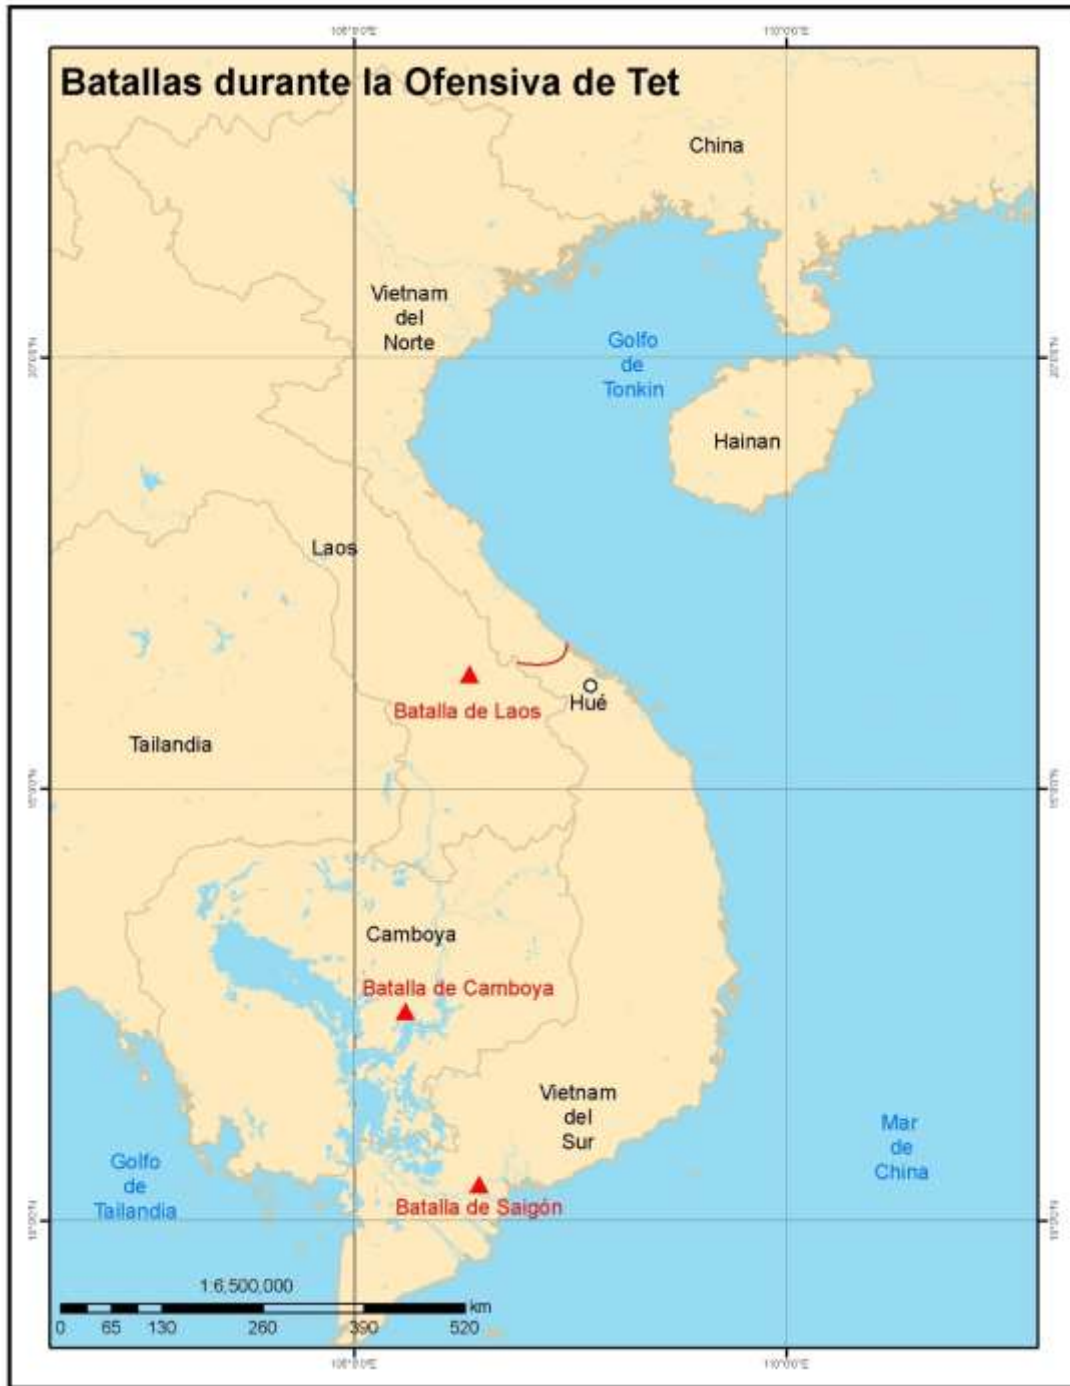 Batallas durante la Ofensiva de Tet
China
Vietnam
del
Norte
Golfo
de
Tonkin
Hainan
Laos
Batalla de Laos
Hué
Tailandia
Camboya
Batalla de Camboya
Vietnam
del
Sur
Mar
de
China
Golfo
de
Tailandia
Batalla de Saigón
1:6,500,000
km
0 65 130 260 390 520